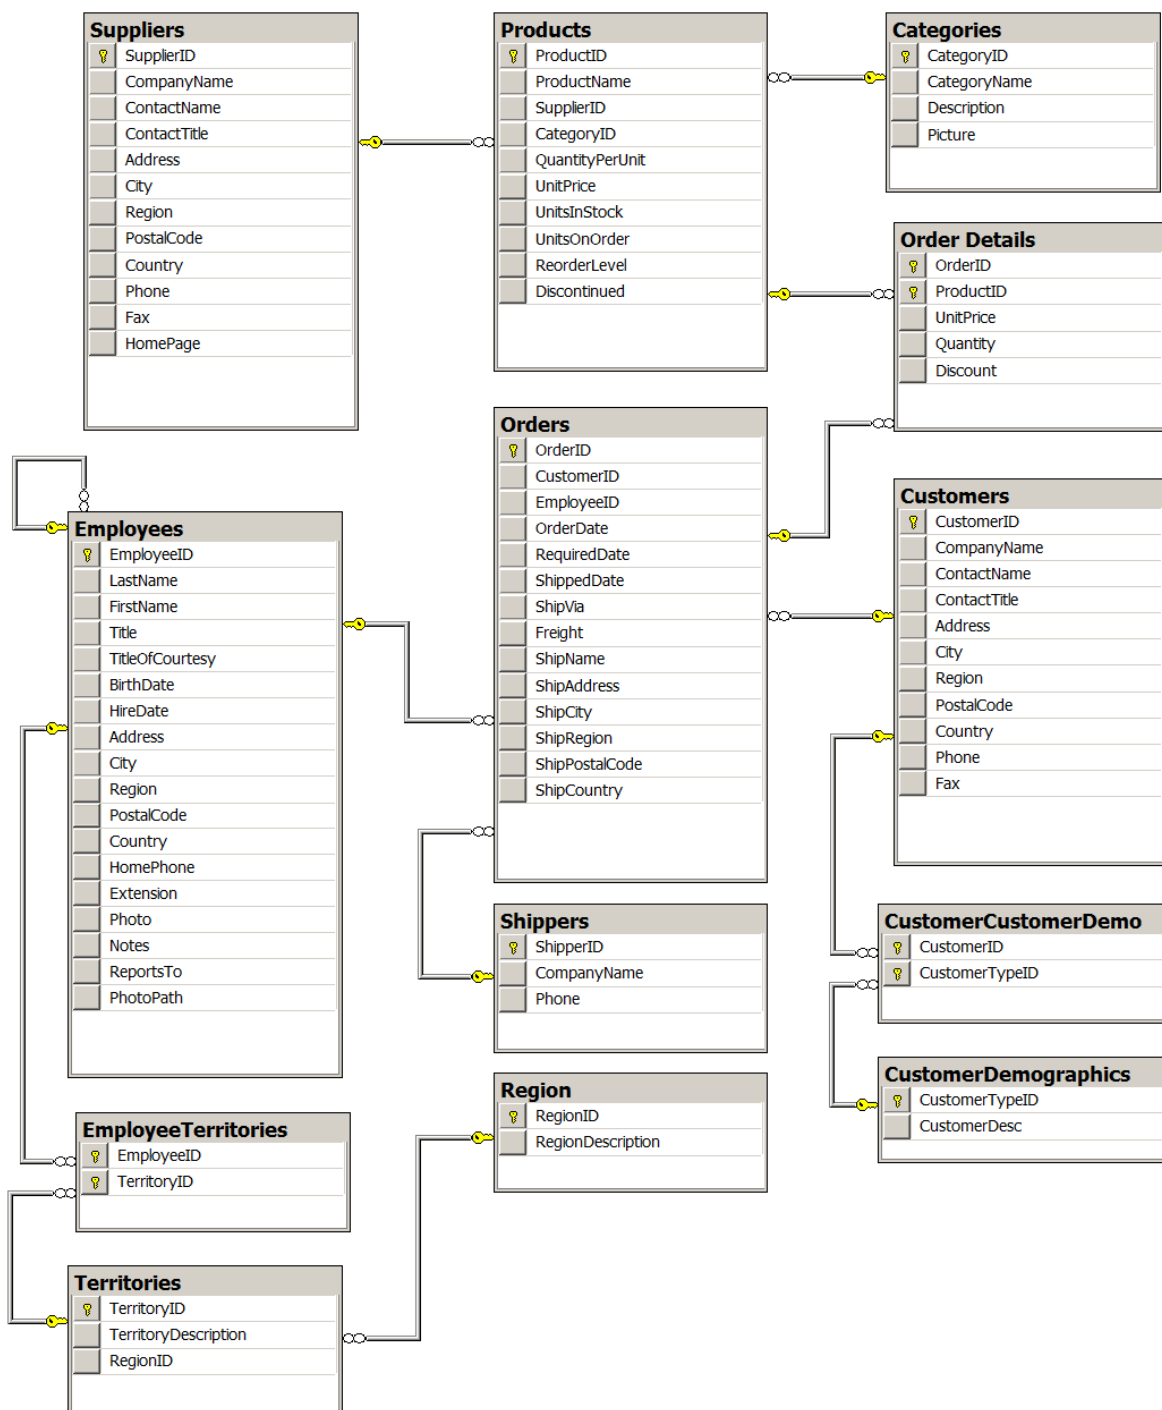 Suppliers
SupplierID
CompanyName
ContactName
ContactTitle
Address
City
Region
PostalCode
Country
Phone
Fax
HomePage
Products
ProductID
ProductName
SupplierID
CategoryID
QuantityPerUnit
UnitPrice
UnitsInStock
UnitsOnOrder
ReorderLevel
Discontinued
Categories
CategoryID
CategoryName
Description
Picture
Order Details
OrderID
ProductID
UnitPrice
Quantity
Discount
Employees
EmployeeID
LastName
FirstName
Title
TitleOfCourtesy
BirthDate
HireDate
Address
City
Region
PostalCode
Country
HomePhone
Extension
Photo
Notes
ReportsTo
PhotoPath
Orders
OrderID
CustomerID
EmployeeID
OrderDate
RequiredDate
ShippedDate
ShipVia
Freight
ShipName
ShipAddress
ShipCity
ShipRegion
ShipPostalCode
ShipCountry
Customers
CustomerID
CompanyName
ContactName
ContactTitle
Address
City
Region
PostalCode
Country
Phone
Fax
Shippers
ShipperID
CompanyName
Phone
CustomerCustomerDemo
CustomerID
CustomerTypeID
CustomerDemographics
CustomerTypeID
CustomerDesc
EmployeeTerritories
EmployeeID
TerritoryID
Region
RegionID
RegionDescription
Territories
TerritoryID
TerritoryDescription
RegionID